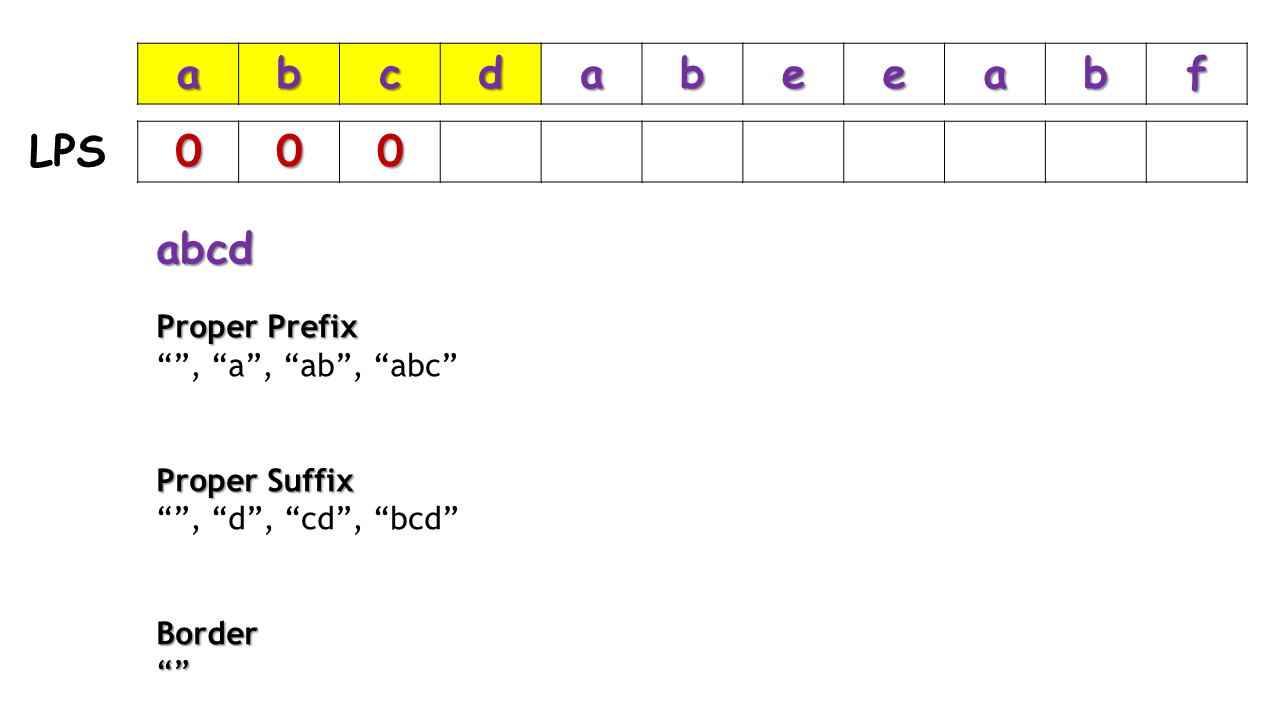 a b c d a b e e a b f
LPS 0 0 0
abcd
Proper Prefix
“”, “a”, “ab”, “abc”
Proper Suffix
“”, “d”, “cd”, “bcd”
Border
“”